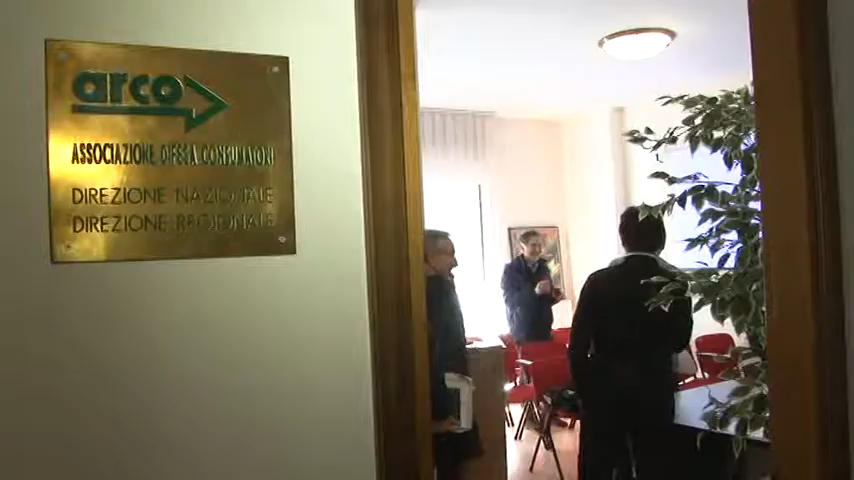 arco
ASSOCIAZIONE DIFESA CONSUMATORI
DIREZIONE NAZIONALE
DIREZIONE REGIONALE